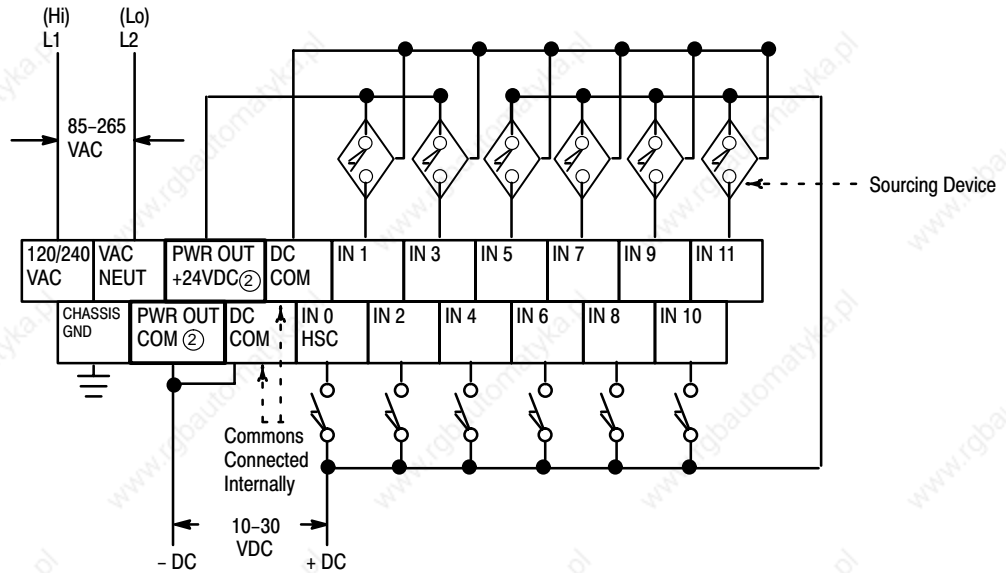 (Hi)
L1
(Lo)
L2
85–265
VAC
Sourcing Device
120/240
VAC
VAC
NEUT
PWR OUT
+24VDC②
DC
COM
IN 1
IN 3
IN 5
IN 7
IN 9
IN 11
CHASSIS
GND
PWR OUT
COM ②
DC
COM
IN 0
HSC
IN 2
IN 4
IN 6
IN 8
IN 10
Commons
Connected
Internally
10–30
VDC
– DC
+ DC
www.rgbautomatyka.pl